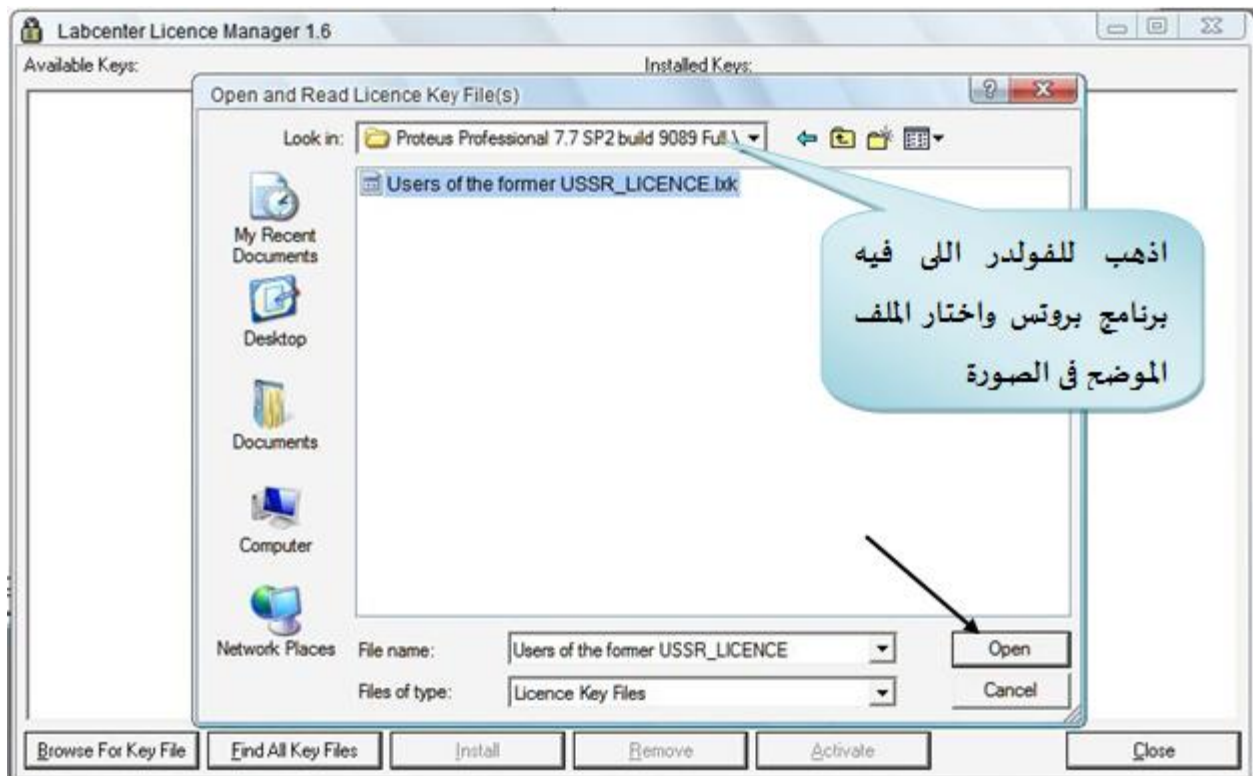 Labcenter Licence Manager 1.6
Available Keys:
Installed Keys:
Open and Read Licence Key File(s)
Look in:
Proteus Professional 7.7 SP2 build 9089 Full \
Users of the former USSR_LICENCE.lxk
My Recent
Documents
Desktop
Documents
Computer
Network Places
اذهب للفولدر اللى فيه
برنامج بروتس واختار الملف
الموضح فى الصورة
File name:
Users of the former USSR_LICENCE
Open
Files of type:
Licence Key Files
Cancel
Browse For Key File
Find All Key Files
Install
Remove
Activate
Close